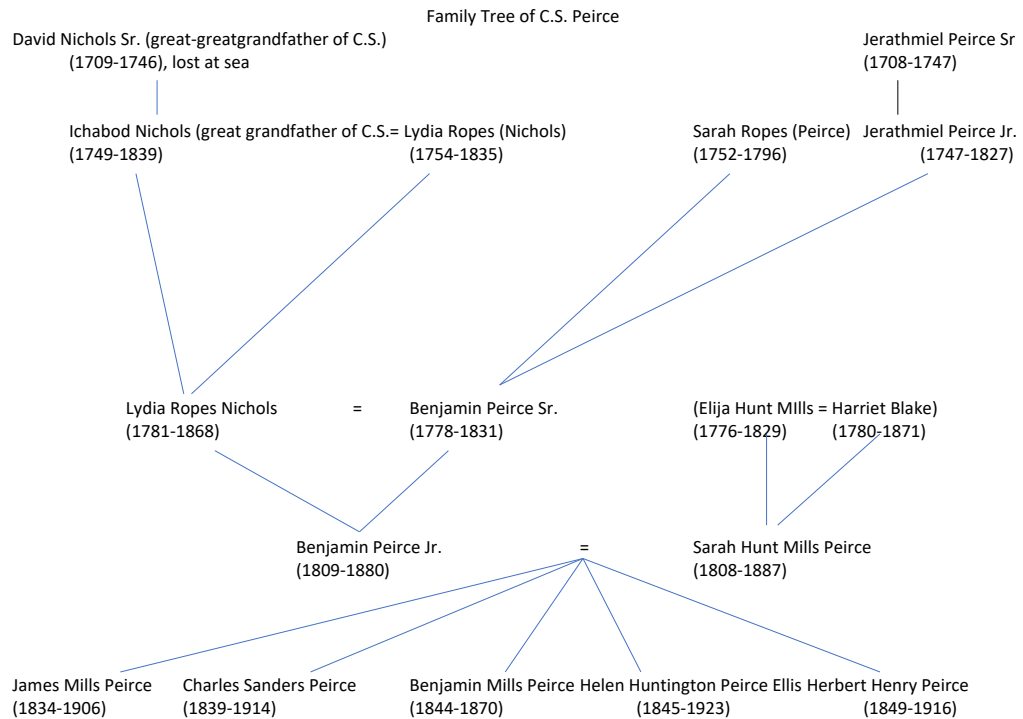 Family Tree of C.S. Peirce
David Nichols Sr. (great-greatgrandfather of C.S.) Jerathmiel Peirce Sr
(1709-1746), lost at sea (1708-1747)
Ichabod Nichols (great grandfather of C.S.= Lydia Ropes (Nichols) Sarah Ropes (Peirce) Jerathmiel Peirce Jr.
(1749-1839) (1754-1835) (1752-1796) (1747-1827)
Lydia Ropes Nichols = Benjamin Peirce Sr. (Elija Hunt MIlls = Harriet Blake)
(1781-1868) (1778-1831) (1776-1829) (1780-1871)
Benjamin Peirce Jr. = Sarah Hunt Mills Peirce
(1809-1880) (1808-1887)
James Mills Peirce Charles Sanders Peirce Benjamin Mills Peirce Helen Huntington Peirce Ellis Herbert Henry Peirce
(1834-1906) (1839-1914) (1844-1870) (1845-1923) (1849-1916)